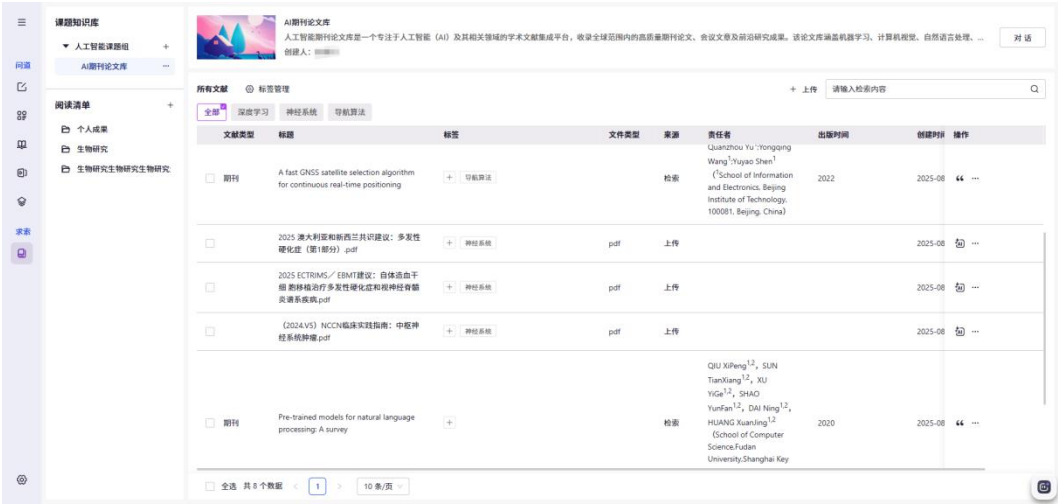 课题知识库
人工智能课题组 +
AI期刊论文库 ...
阅读清单 +
个人成果
生物研究
生物研究生物研究生物研究
问道
求索
AI期刊论文库
人工智能期刊论文库是一个专注于人工智能（AI）及其相关领域的学术文献集成平台，收录全球范围内的高质量期刊论文、会议文章及前沿研究成果。该论文库涵盖机器学习、计算机视觉、自然语言处理、...
创建人：
对话
所有文献 标签管理
+ 上传 请输入检索内容
全部 深度学习 神经系统 导航算法
文献类型 标题 标签 文件类型 来源 责任者 出版时间 创建时间 操作
Quanzhou Yu ;Yongqing
Wang1;Yuyao Shen1
期刊 A fast GNSS satellite selection algorithm + 导航算法 检索 (1School of Information 2022 2025-08 ...
for continuous real-time positioning and Electronics, Beijing
Institute of Technology,
100081, Beijing, China)
2025 澳大利亚和新西兰共识建议：多发性 + 神经系统 pdf 上传 2025-08 ...
硬化症（第1部分）.pdf
2025 ECTRIMS／ EBMT建议：自体造血干
细 胞移植治疗多发性硬化症和视神经脊髓 + 神经系统 pdf 上传 2025-08 ...
炎谱系疾病.pdf
（2024.V5）NCCN临床实践指南：中枢神 + 神经系统 pdf 上传 2025-08 ...
经系统肿瘤.pdf
QIU XiPeng1,2, SUN
TianXiang1,2, XU
YiGe1,2, SHAO
YunFan1,2, DAI Ning1,2,
期刊 Pre-trained models for natural language + 检索 HUANG XuanJing1,2 2020 2025-08 ...
processing: A survey (School of Computer
Science,Fudan
University,Shanghai Key
全选 共 8 个数据 < 1 > 10 条/页